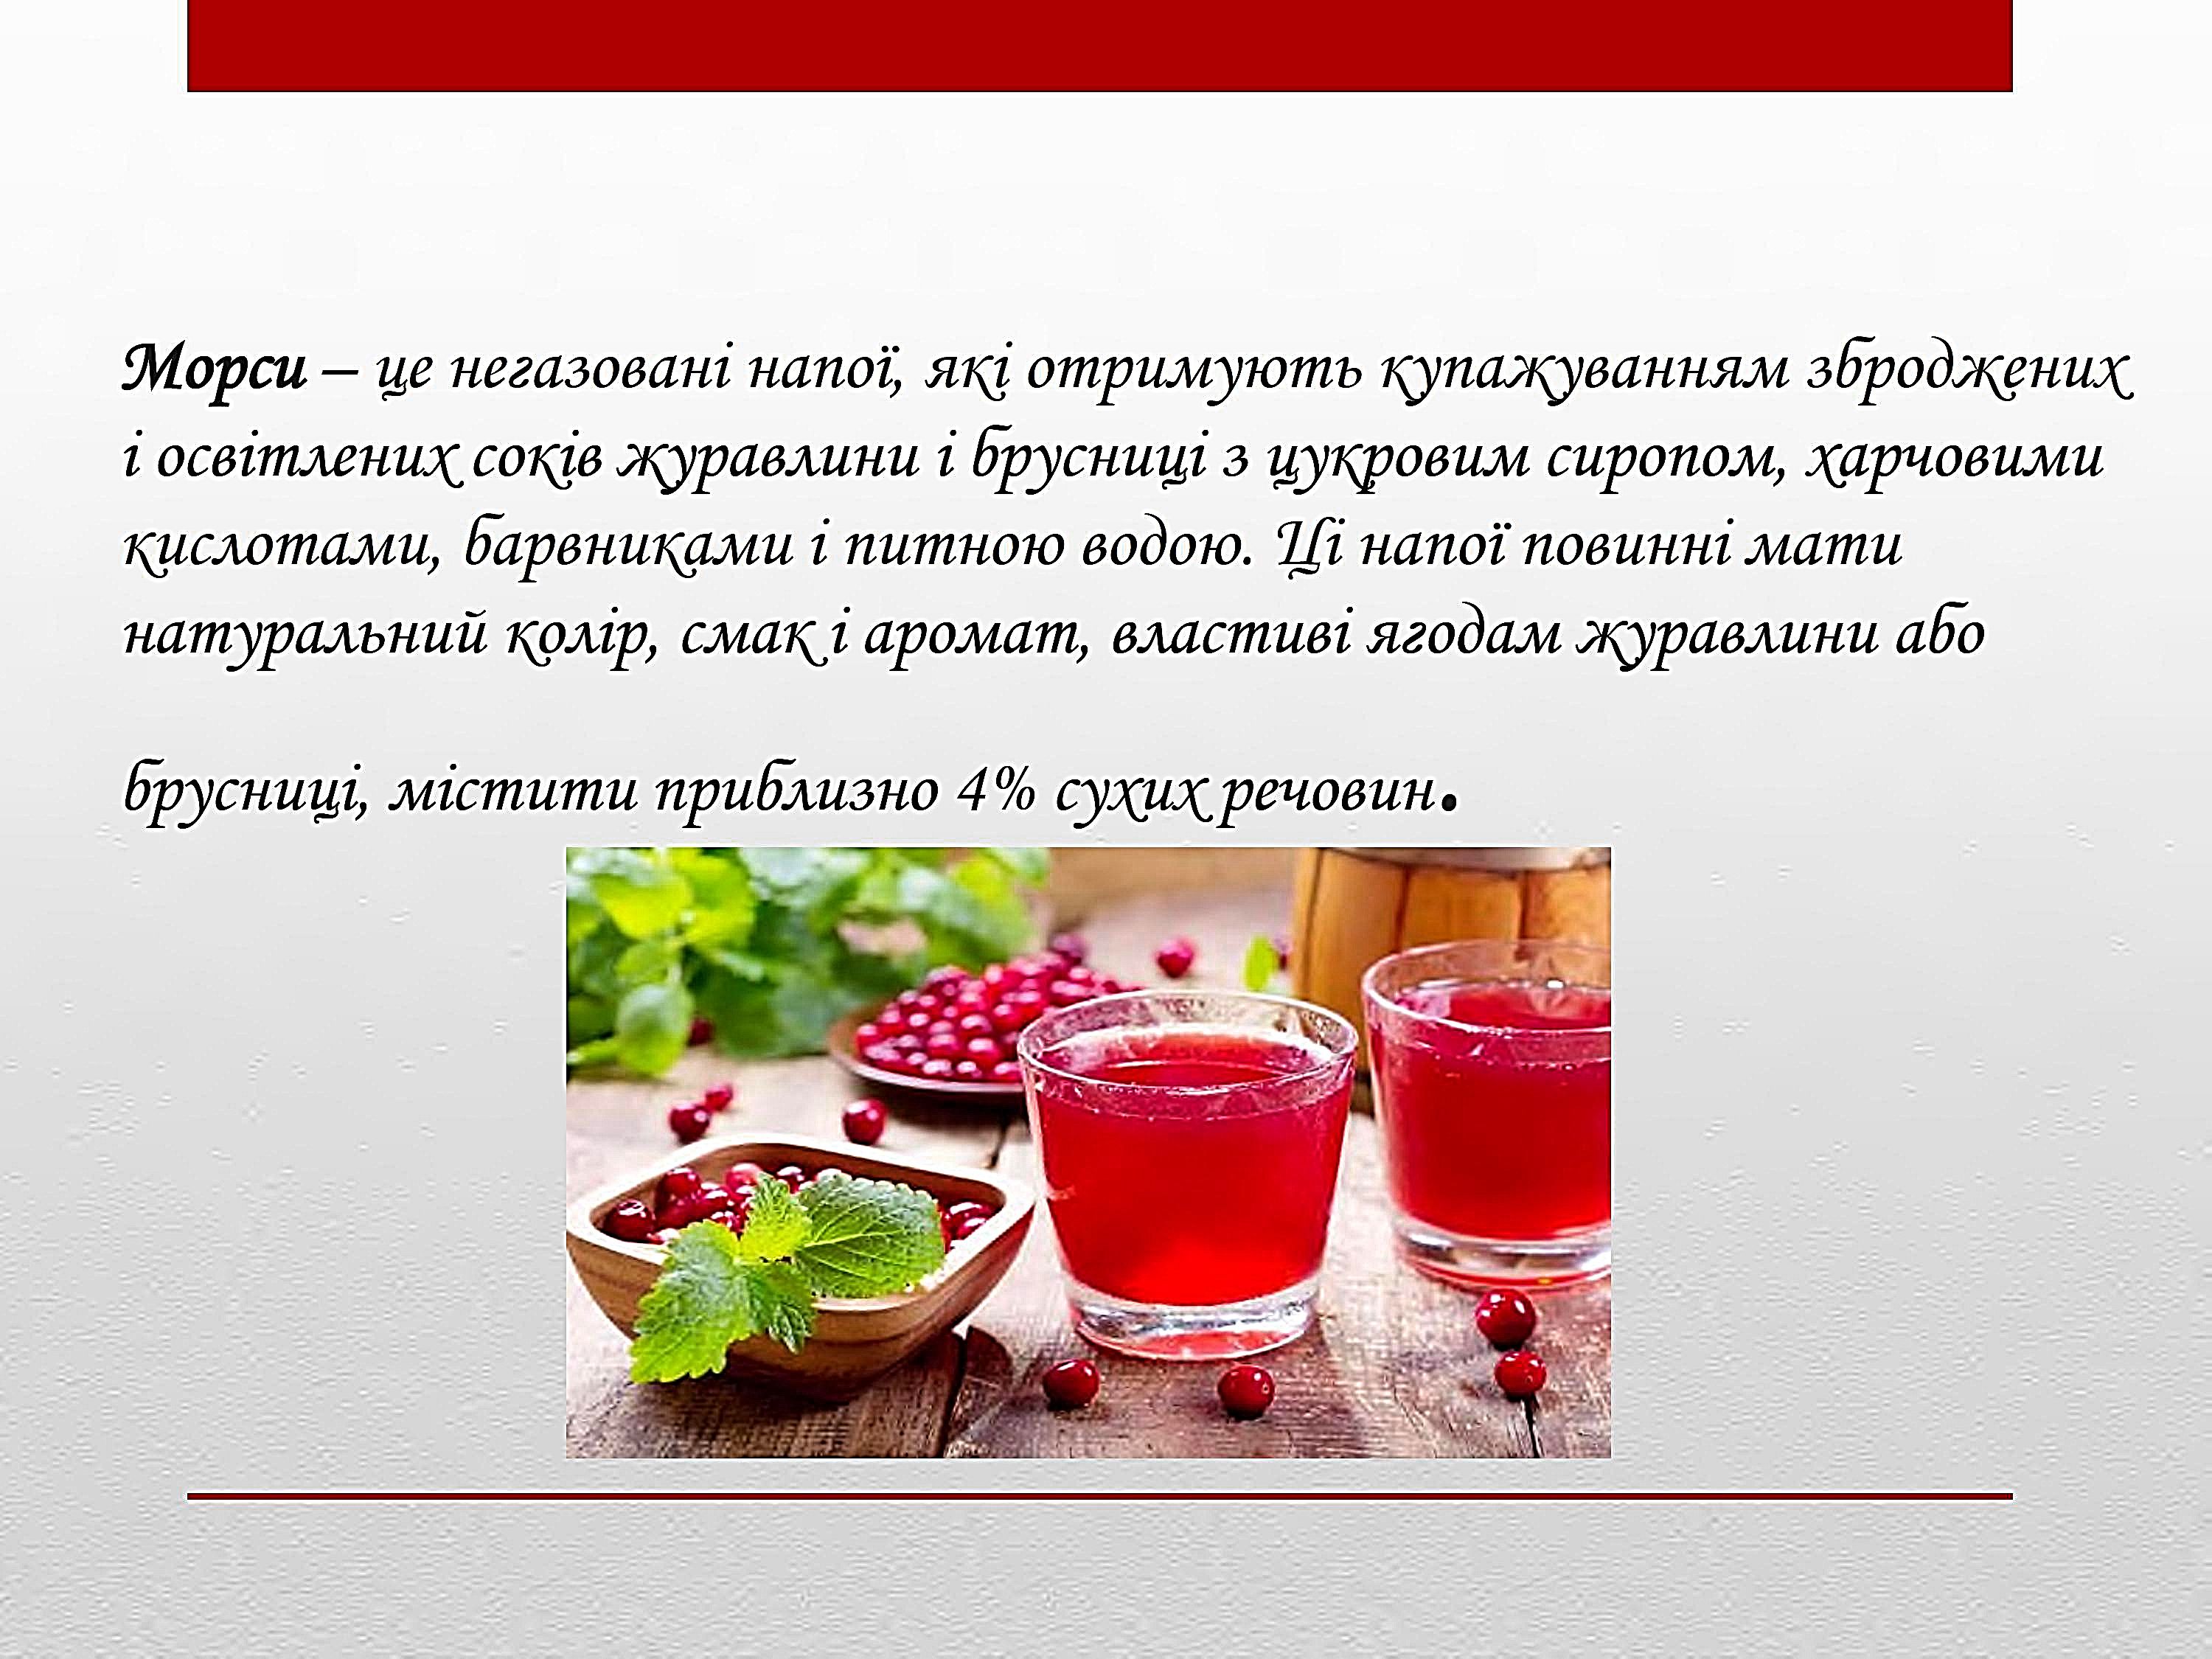 Морси – це негазовані напої, які отримують купажуванням зброджених
і освітлених соків журавлини і брусниці з цукровим сиропом, харчовими
кислотами, барвниками і питною водою. Ці напої повинні мати
натуральний колір, смак і аромат, властиві ягодам журавлини або
брусниці, містити приблизно 4% сухих речовин.